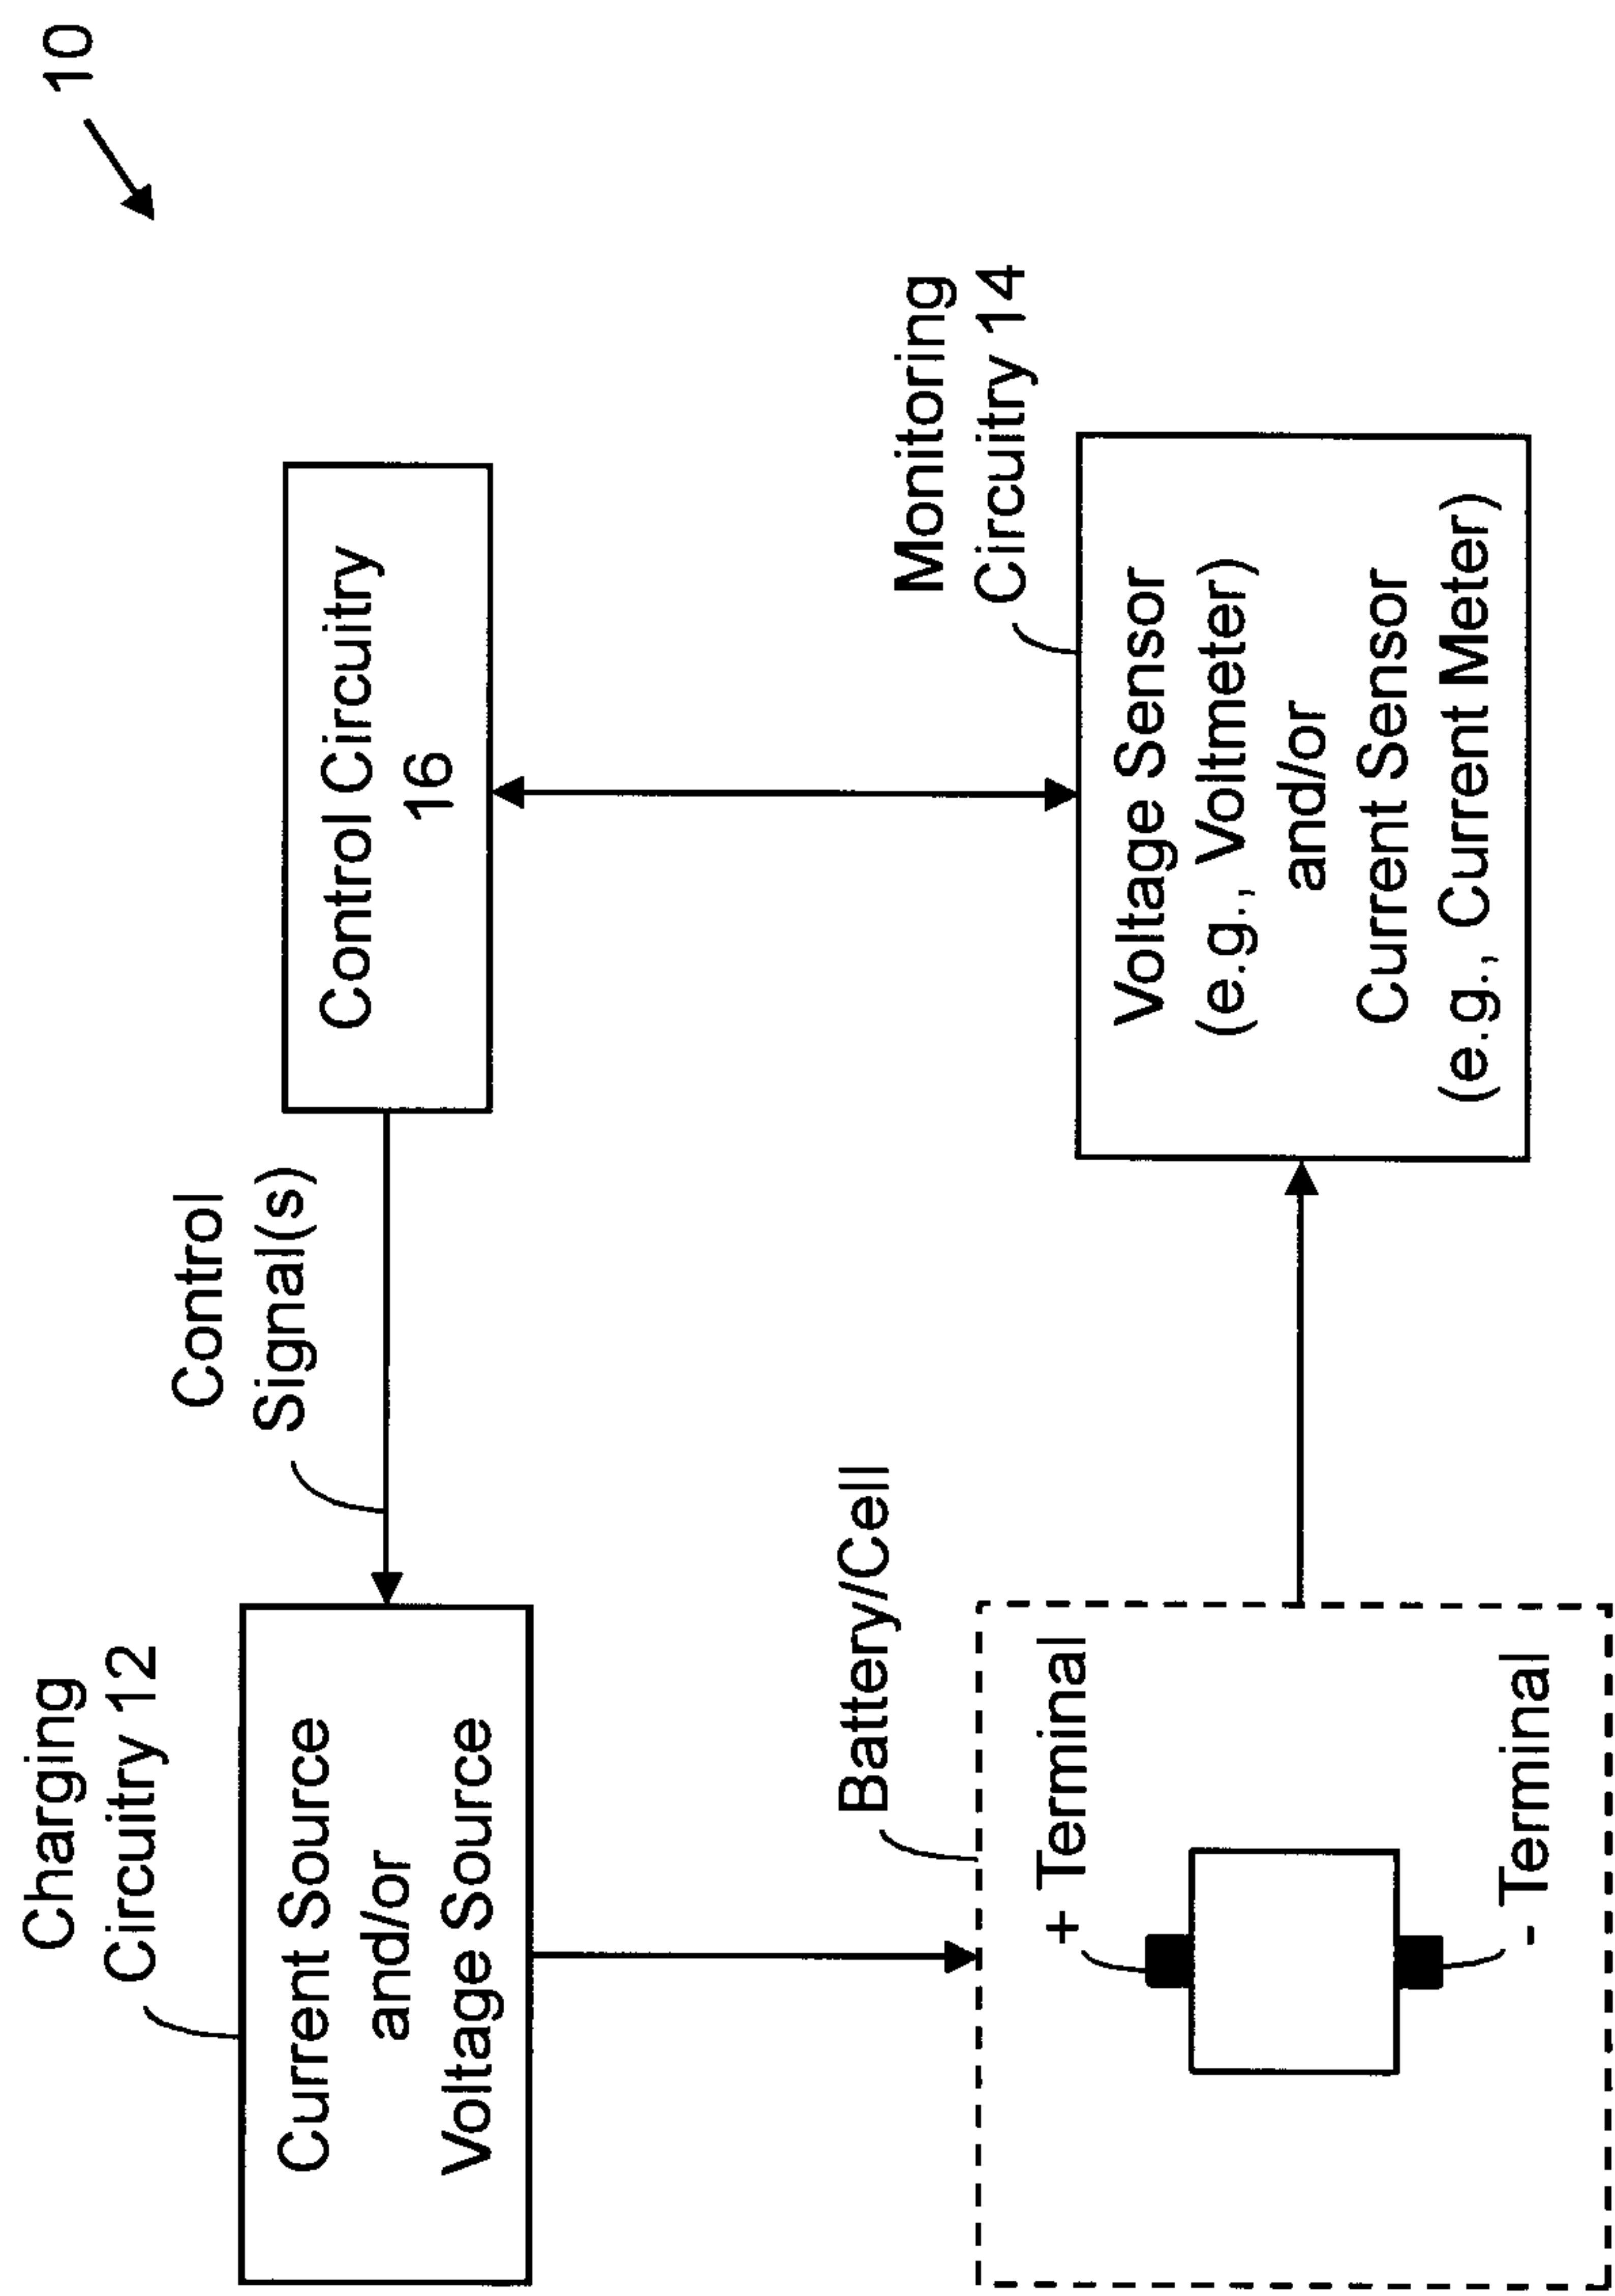 10
Charging
Circuitry 12
Current Source
and/or
Voltage Source
Control
Signal(s)
Control Circuitry
16
Battery/Cell
+ Terminal
- Terminal
Monitoring
Circuitry 14
Voltage Sensor
(e.g., Voltmeter)
and/or
Current Sensor
(e.g., Current Meter)